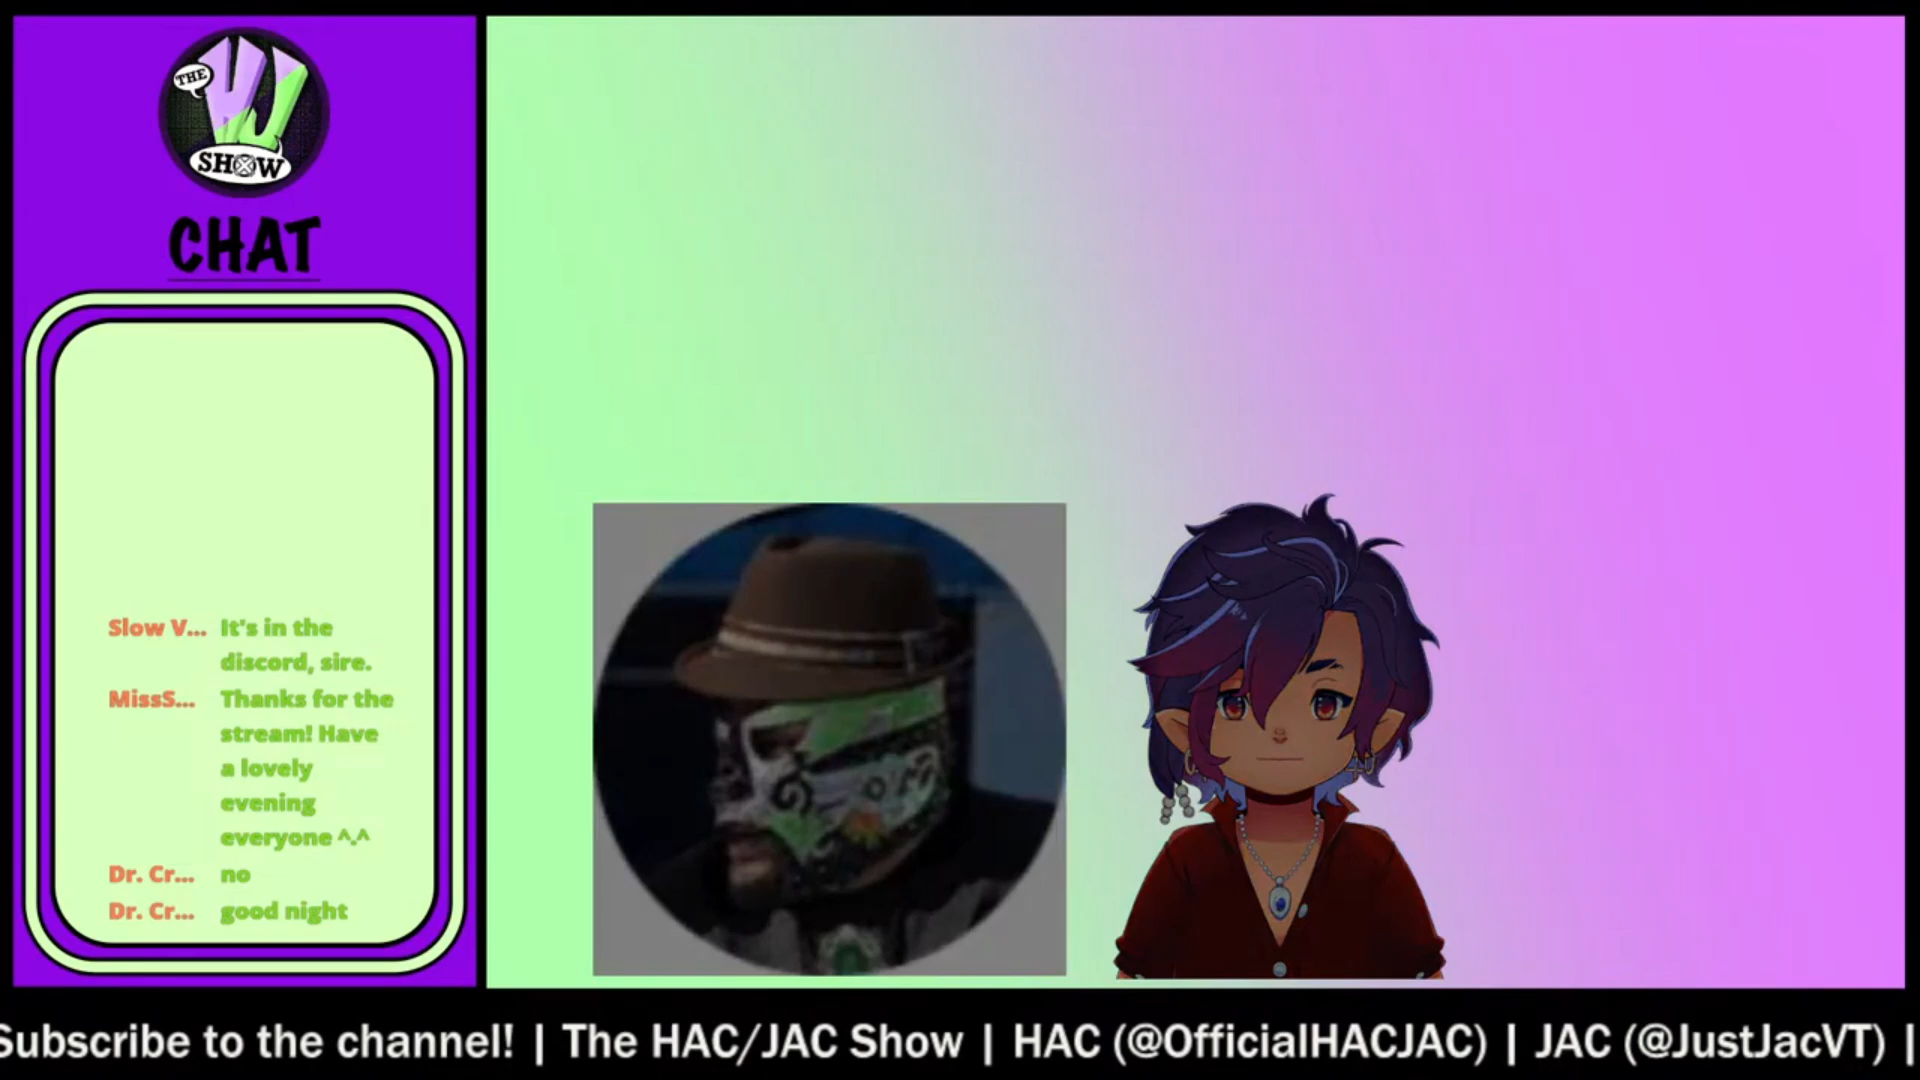 THE
HJ
SHOW
CHAT
Slow V... It's in the
discord, sire.
MissS... Thanks for the
stream! Have
a lovely
evening
everyone ^.^
Dr. Cr... no
Dr. Cr... good night
Subscribe to the channel! | The HAC/JAC Show | HAC (@OfficialHACJAC) | JAC (@JustJacVT) |